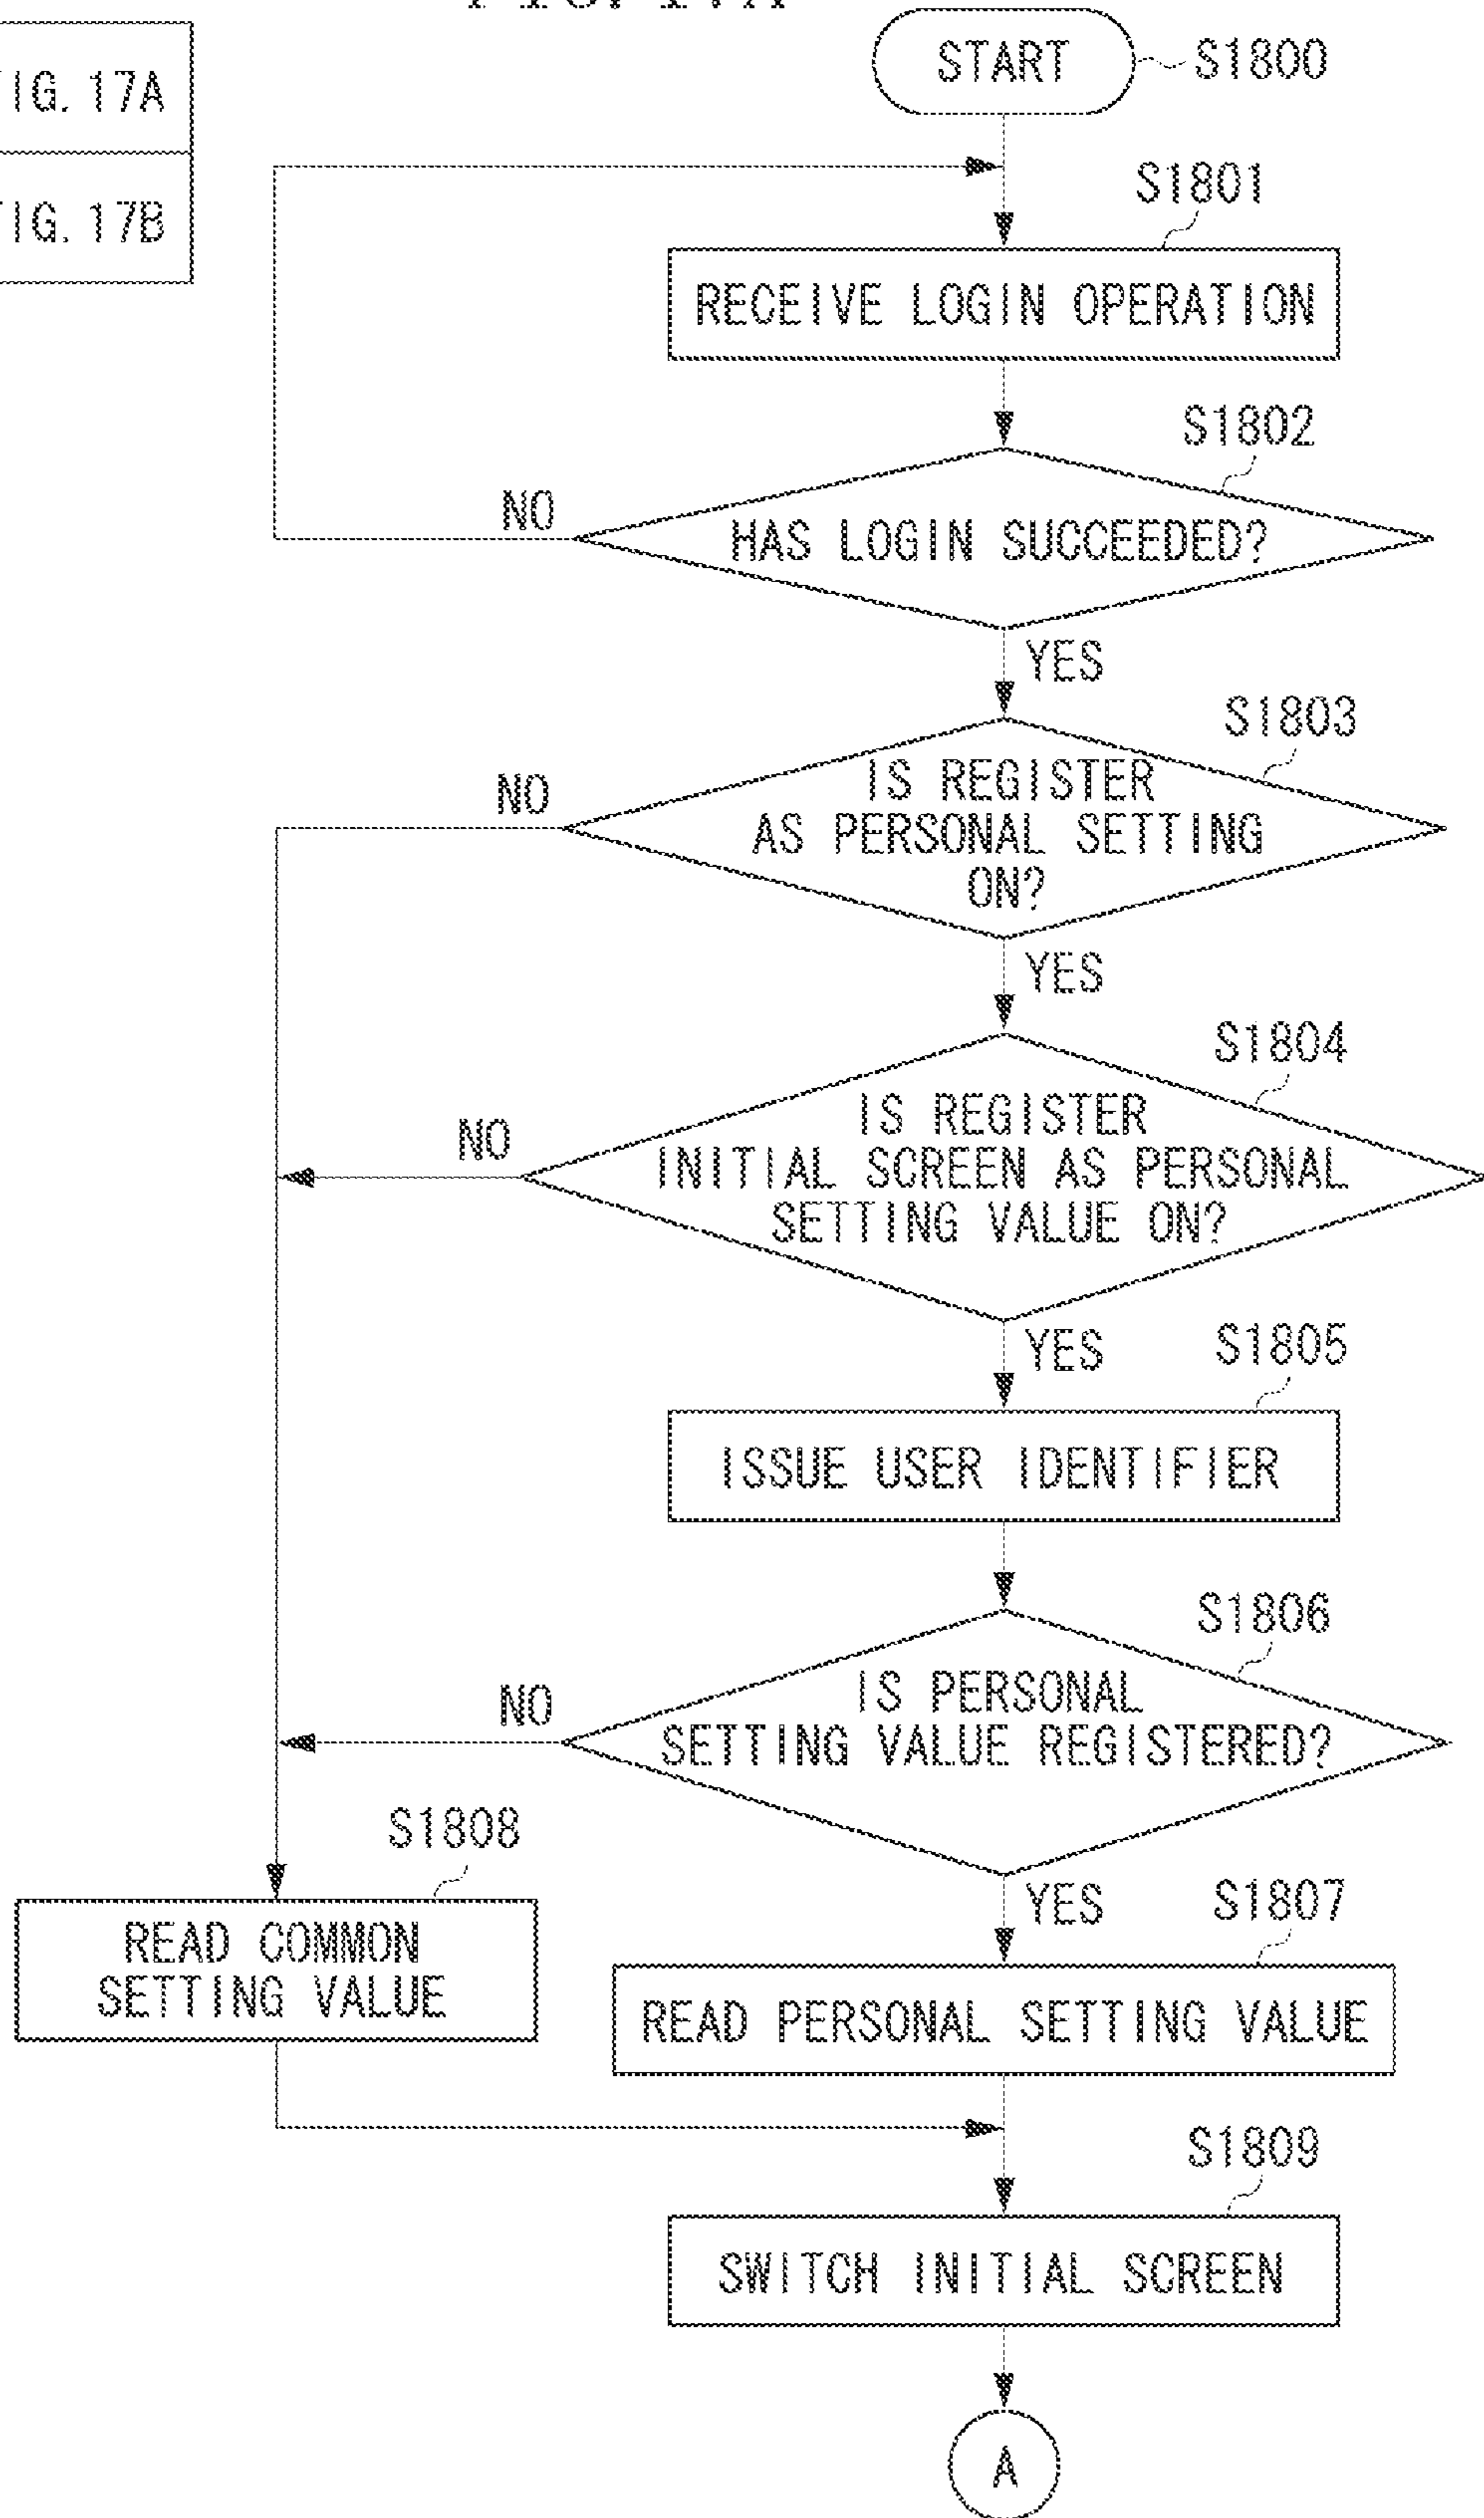 IG. 17A
IG. 17B
START
S1800
S1801
RECEIVE LOGIN OPERATION
S1802
NO
HAS LOGIN SUCCEEDED?
YES
S1803
NO
IS REGISTER
AS PERSONAL SETTING
ON?
YES
S1804
NO
IS REGISTER
INITIAL SCREEN AS PERSONAL
SETTING VALUE ON?
YES
S1805
ISSUE USER IDENTIFIER
S1806
NO
IS PERSONAL
SETTING VALUE REGISTERED?
S1808
YES
S1807
READ COMMON
SETTING VALUE
READ PERSONAL SETTING VALUE
S1809
SWITCH INITIAL SCREEN
A